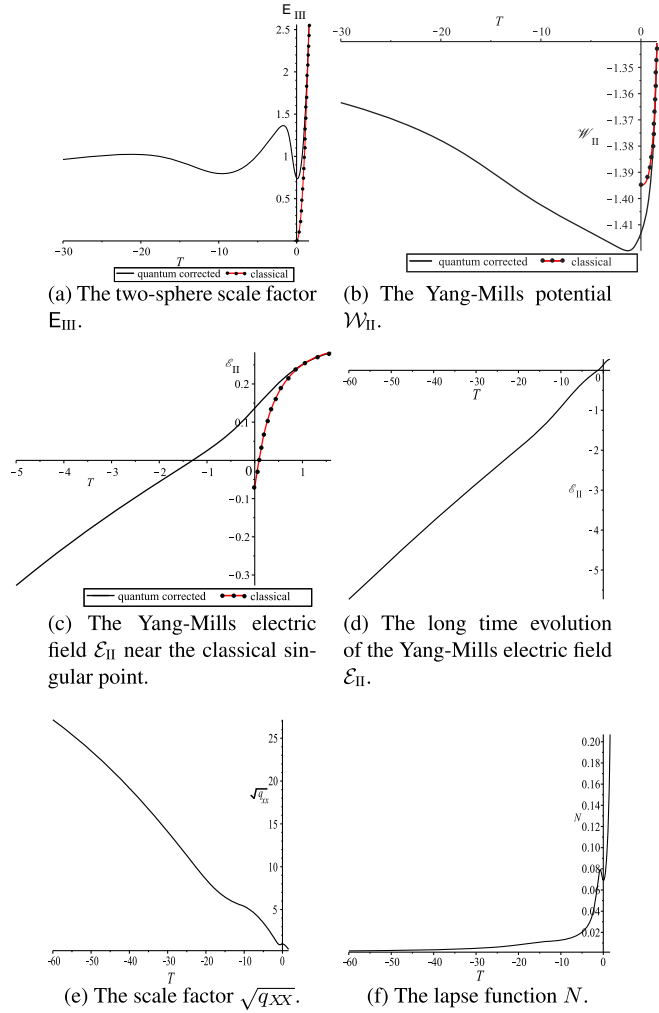 E III
2.5
2
1.5
1
0.5
-30 -20 -10 0
T
quantum corrected classical
(a) The two-sphere scale factor
E_III.
T
-30 -20 -10 0
-1.35
-1.36
-1.37
𝒲 II
-1.38
-1.39
-1.40
-1.41
quantum corrected classical
(b) The Yang-Mills potential
𝒲_II.
ℰ II
0.2
0.1
-5 -4 -3 -2 -1 0 1
T
-0.1
-0.2
-0.3
quantum corrected classical
(c) The Yang-Mills electric
field ℰ_II near the classical sin-
gular point.
-60 -50 -40 -30 -20 -10 0
T
-1
-2
-3
ℰ II
-4
-5
(d) The long time evolution
of the Yang-Mills electric field
ℰ_II.
25
20
√q_xx
15
10
5
-60 -50 -40 -30 -20 -10 0
T
(e) The scale factor √q_XX.
0.20
0.18
0.16
0.14
N
0.12
0.10
0.08
0.06
0.04
0.02
-60 -50 -40 -30 -20 -10 0
T
(f) The lapse function N.